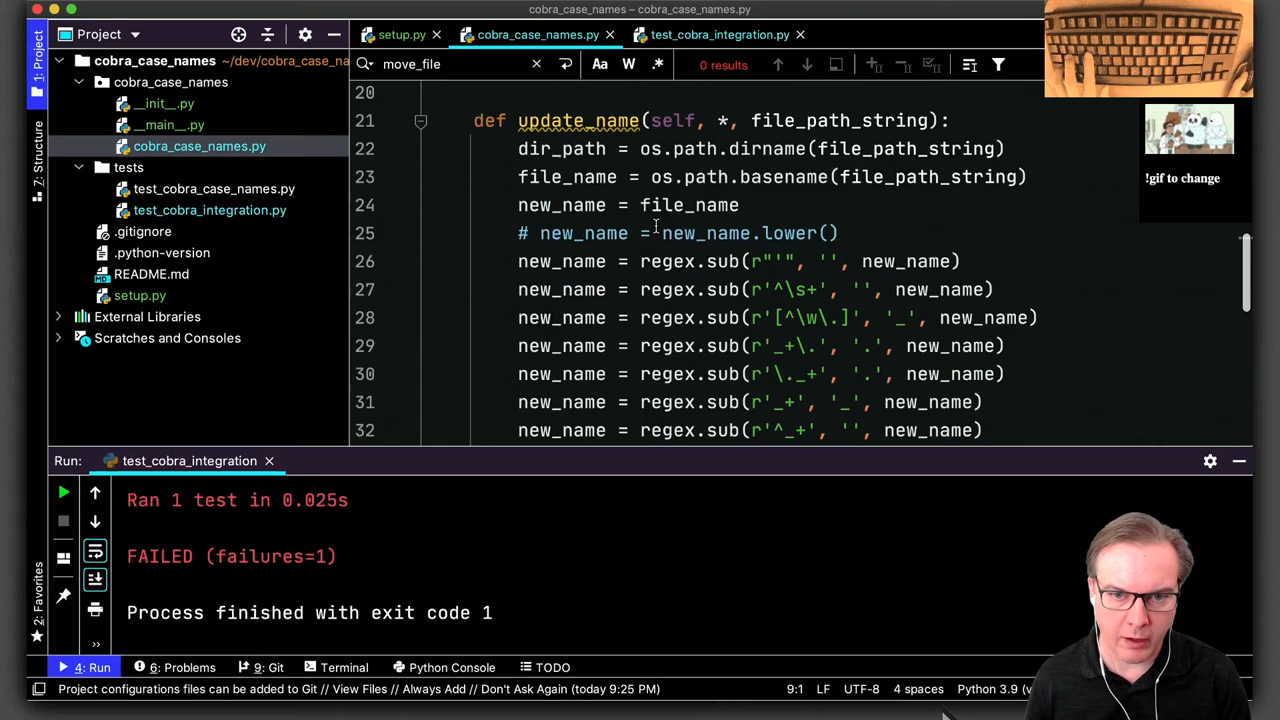 cobra_case_names – cobra_case_names.py
1: Project
Project
setup.py
cobra_case_names.py
test_cobra_integration.py
cobra_case_names ~/dev/cobra_case_na
cobra_case_names
__init__.py
__main__.py
cobra_case_names.py
tests
test_cobra_case_names.py
test_cobra_integration.py
.gitignore
.python-version
README.md
setup.py
External Libraries
Scratches and Consoles
7: Structure
2: Favorites
move_file
Aa
W
.*
0 results
20
21 def update_name(self, *, file_path_string):
22 dir_path = os.path.dirname(file_path_string)
23 file_name = os.path.basename(file_path_string)
24 new_name = file_name
25 # new_name = new_name.lower()
26 new_name = regex.sub(r"'", '', new_name)
27 new_name = regex.sub(r'^\s+', '', new_name)
28 new_name = regex.sub(r'[^\w\.]', '_', new_name)
29 new_name = regex.sub(r'_+\.', '.', new_name)
30 new_name = regex.sub(r'\._+', '.', new_name)
31 new_name = regex.sub(r'_+', '_', new_name)
32 new_name = regex.sub(r'^_+', '', new_name)
!gif to change
Run: test_cobra_integration
Ran 1 test in 0.025s
FAILED (failures=1)
Process finished with exit code 1
4: Run
6: Problems
9: Git
Terminal
Python Console
TODO
Project configurations files can be added to Git // View Files // Always Add // Don't Ask Again (today 9:25 PM)
9:1 LF UTF-8 4 spaces Python 3.9 (